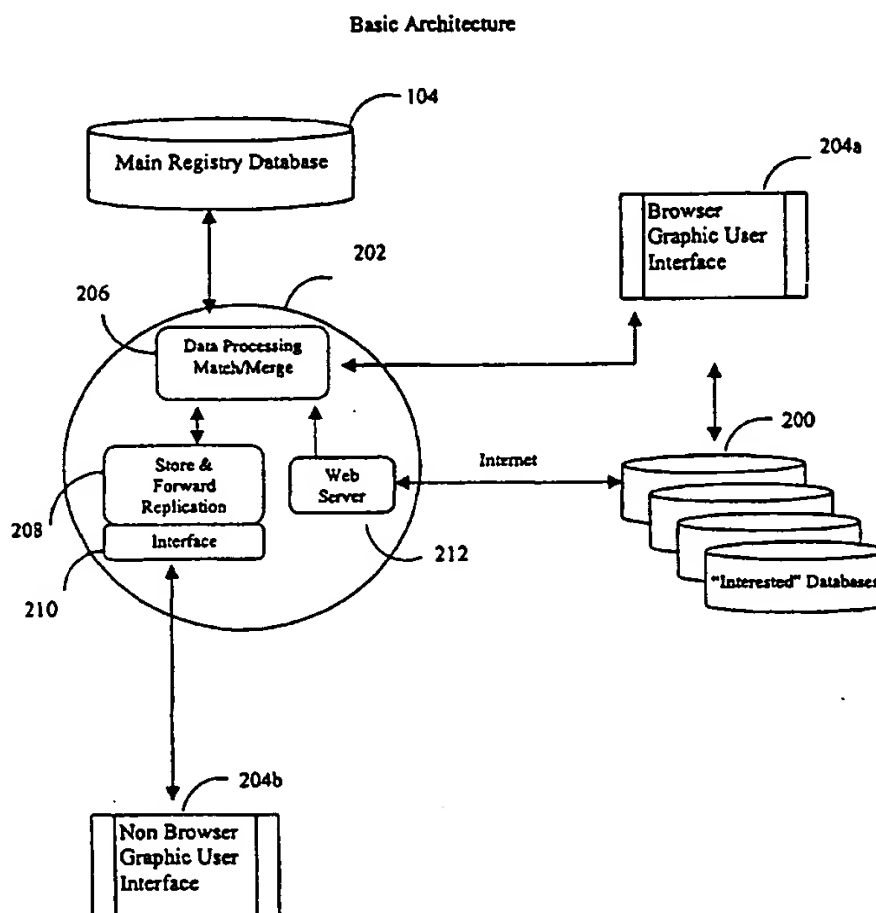 Basic Architecture
104
Main Registry Database
204a
Browser
Graphic User
Interface
202
206
Data Processing
Match/Merge
200
Store &
Forward
Replication
Web
Server
Internet
208
Interface
212
210
"Interested" Databases
204b
Non Browser
Graphic User
Interface